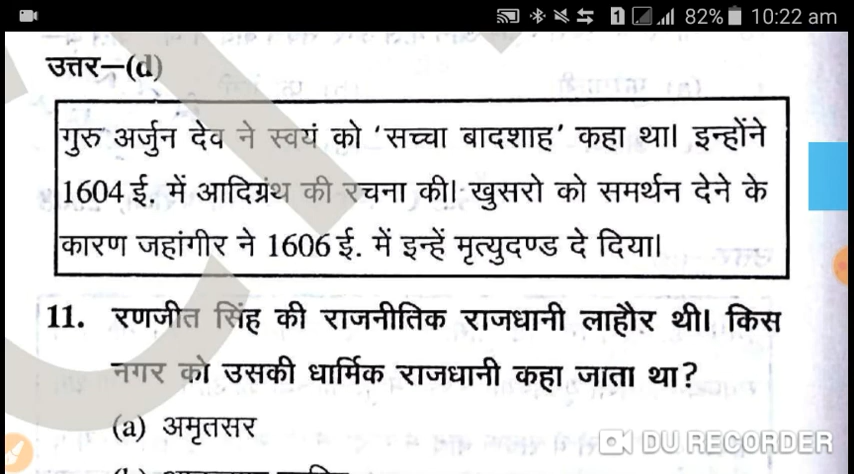 82% 10:22 am
उत्तर–(d)
गुरु अर्जुन देव ने स्वयं को ‘सच्चा बादशाह’ कहा था। इन्होंने
1604 ई. में आदिग्रंथ की रचना की। खुसरो को समर्थन देने के
कारण जहांगीर ने 1606 ई. में इन्हें मृत्युदण्ड दे दिया।
11. रणजीत सिंह की राजनीतिक राजधानी लाहौर थी। किस
नगर को उसकी धार्मिक राजधानी कहा जाता था?
(a) अमृतसर
DU RECORDER